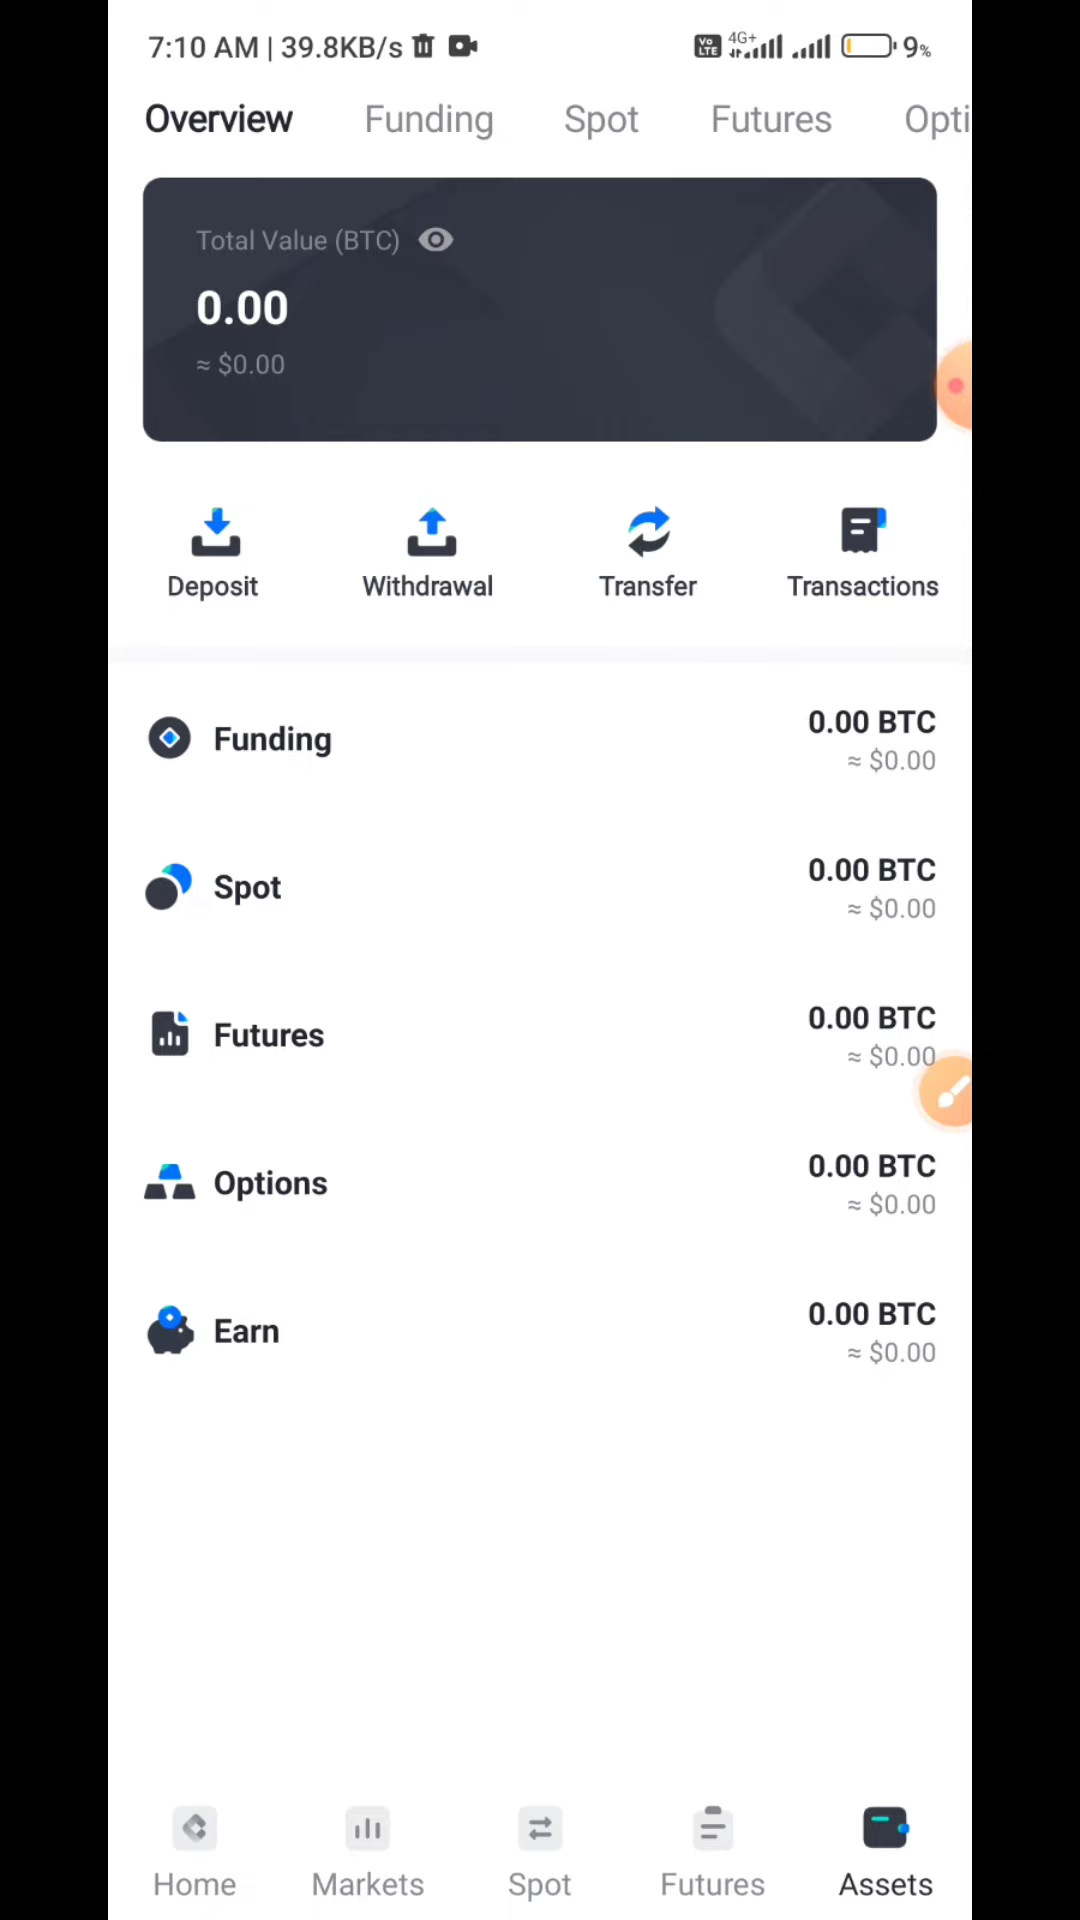 7:10 AM | 39.8KB/s Vo LTE 4G+ 9%
Overview Funding Spot Futures Opti
Total Value (BTC)
0.00
≈ $0.00
Deposit Withdrawal Transfer Transactions
Funding 0.00 BTC
≈ $0.00
Spot 0.00 BTC
≈ $0.00
Futures 0.00 BTC
≈ $0.00
Options 0.00 BTC
≈ $0.00
Earn 0.00 BTC
≈ $0.00
Home Markets Spot Futures Assets